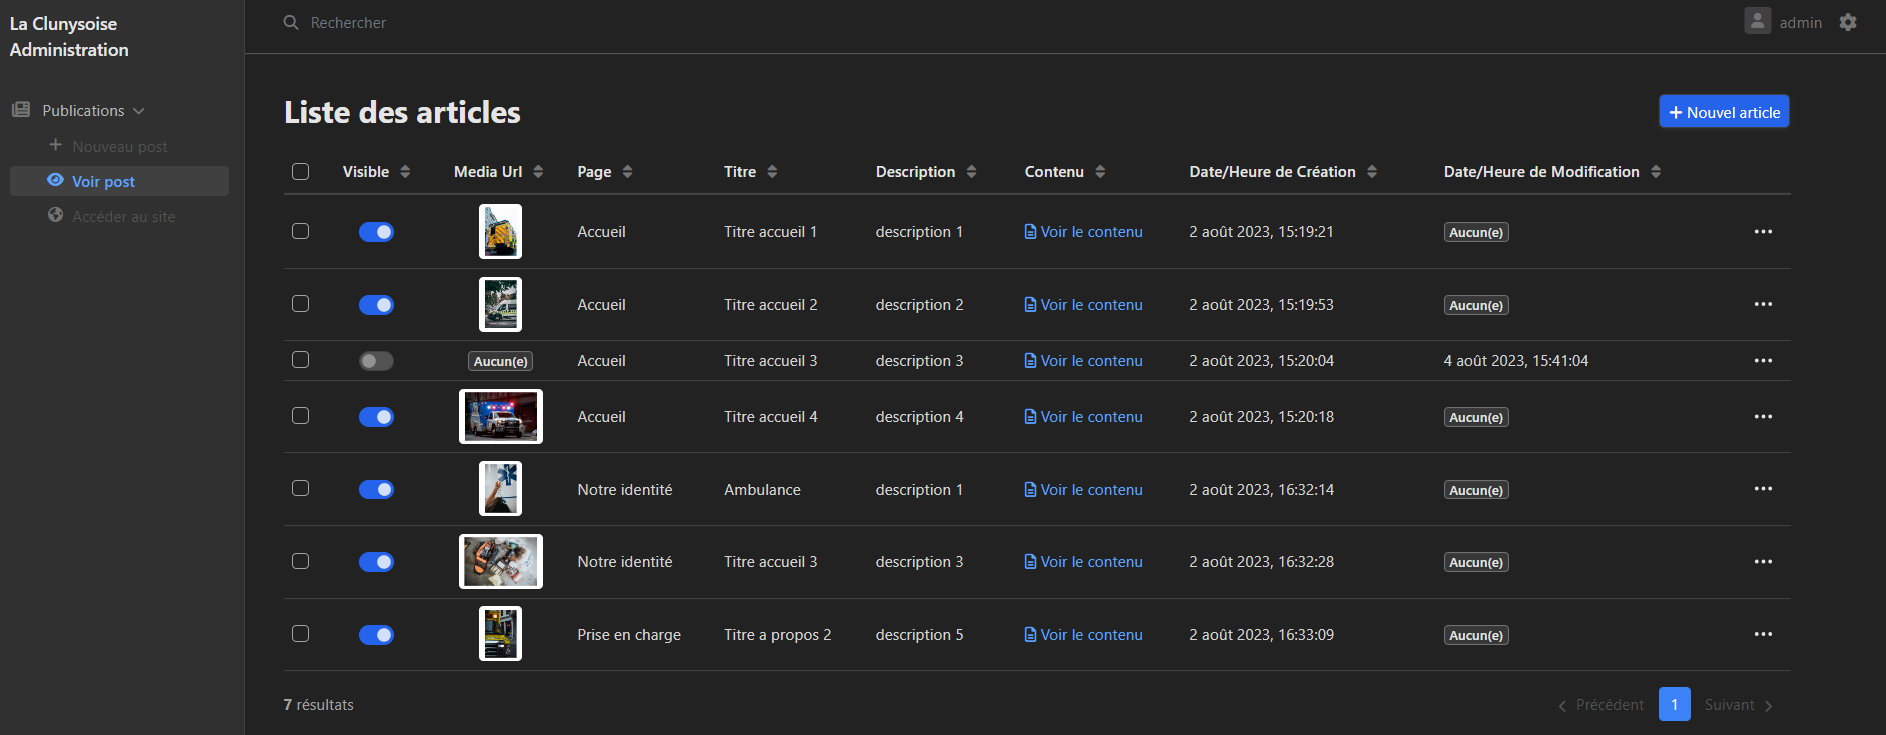 La Clunysoise
Administration
Publications
Nouveau post
Voir post
Accéder au site
Rechercher
admin
Liste des articles
Nouvel article
Visible Media Url Page Titre Description Contenu Date/Heure de Création Date/Heure de Modification
Accueil Titre accueil 1 description 1 Voir le contenu 2 août 2023, 15:19:21 Aucun(e)
Accueil Titre accueil 2 description 2 Voir le contenu 2 août 2023, 15:19:53 Aucun(e)
Aucun(e) Accueil Titre accueil 3 description 3 Voir le contenu 2 août 2023, 15:20:04 4 août 2023, 15:41:04
Accueil Titre accueil 4 description 4 Voir le contenu 2 août 2023, 15:20:18 Aucun(e)
Notre identité Ambulance description 1 Voir le contenu 2 août 2023, 16:32:14 Aucun(e)
Notre identité Titre accueil 3 description 3 Voir le contenu 2 août 2023, 16:32:28 Aucun(e)
Prise en charge Titre a propos 2 description 5 Voir le contenu 2 août 2023, 16:33:09 Aucun(e)
7 résultats
Précédent 1 Suivant